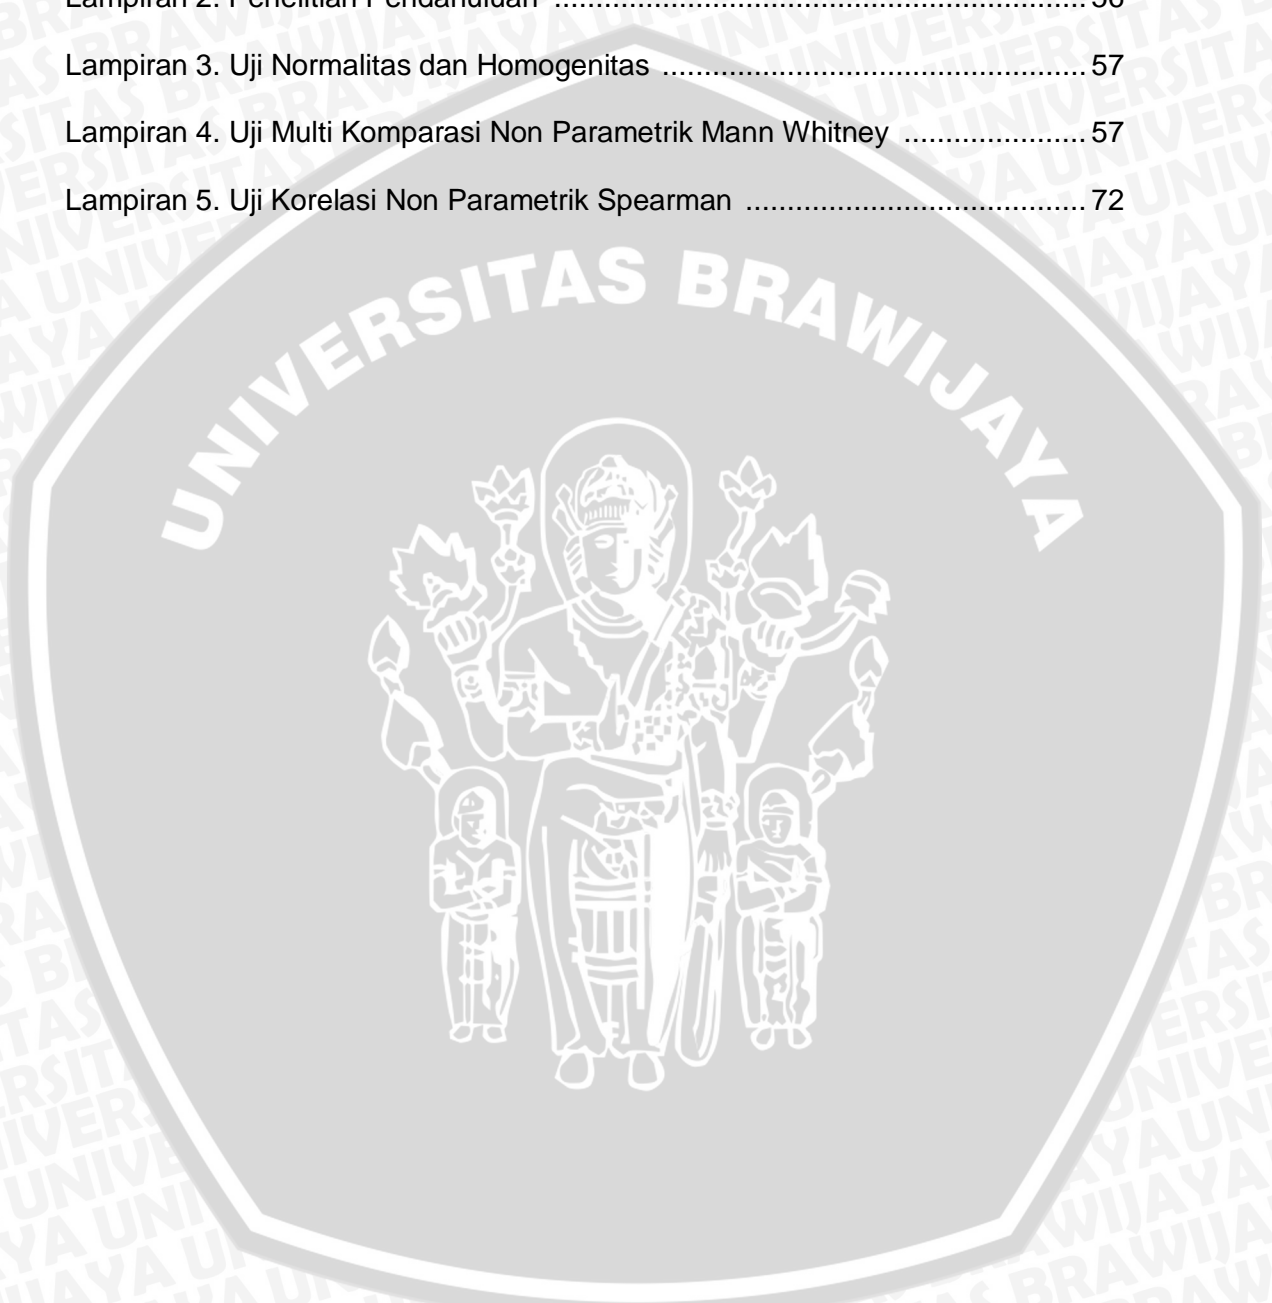 Lampiran 2. Penelitian Pendahuluan ................................................................ 56
Lampiran 3. Uji Normalitas dan Homogenitas ................................................... 57
Lampiran 4. Uji Multi Komparasi Non Parametrik Mann Whitney ...................... 57
Lampiran 5. Uji Korelasi Non Parametrik Spearman ......................................... 72
UNIVERSITAS BRAWIJAYA